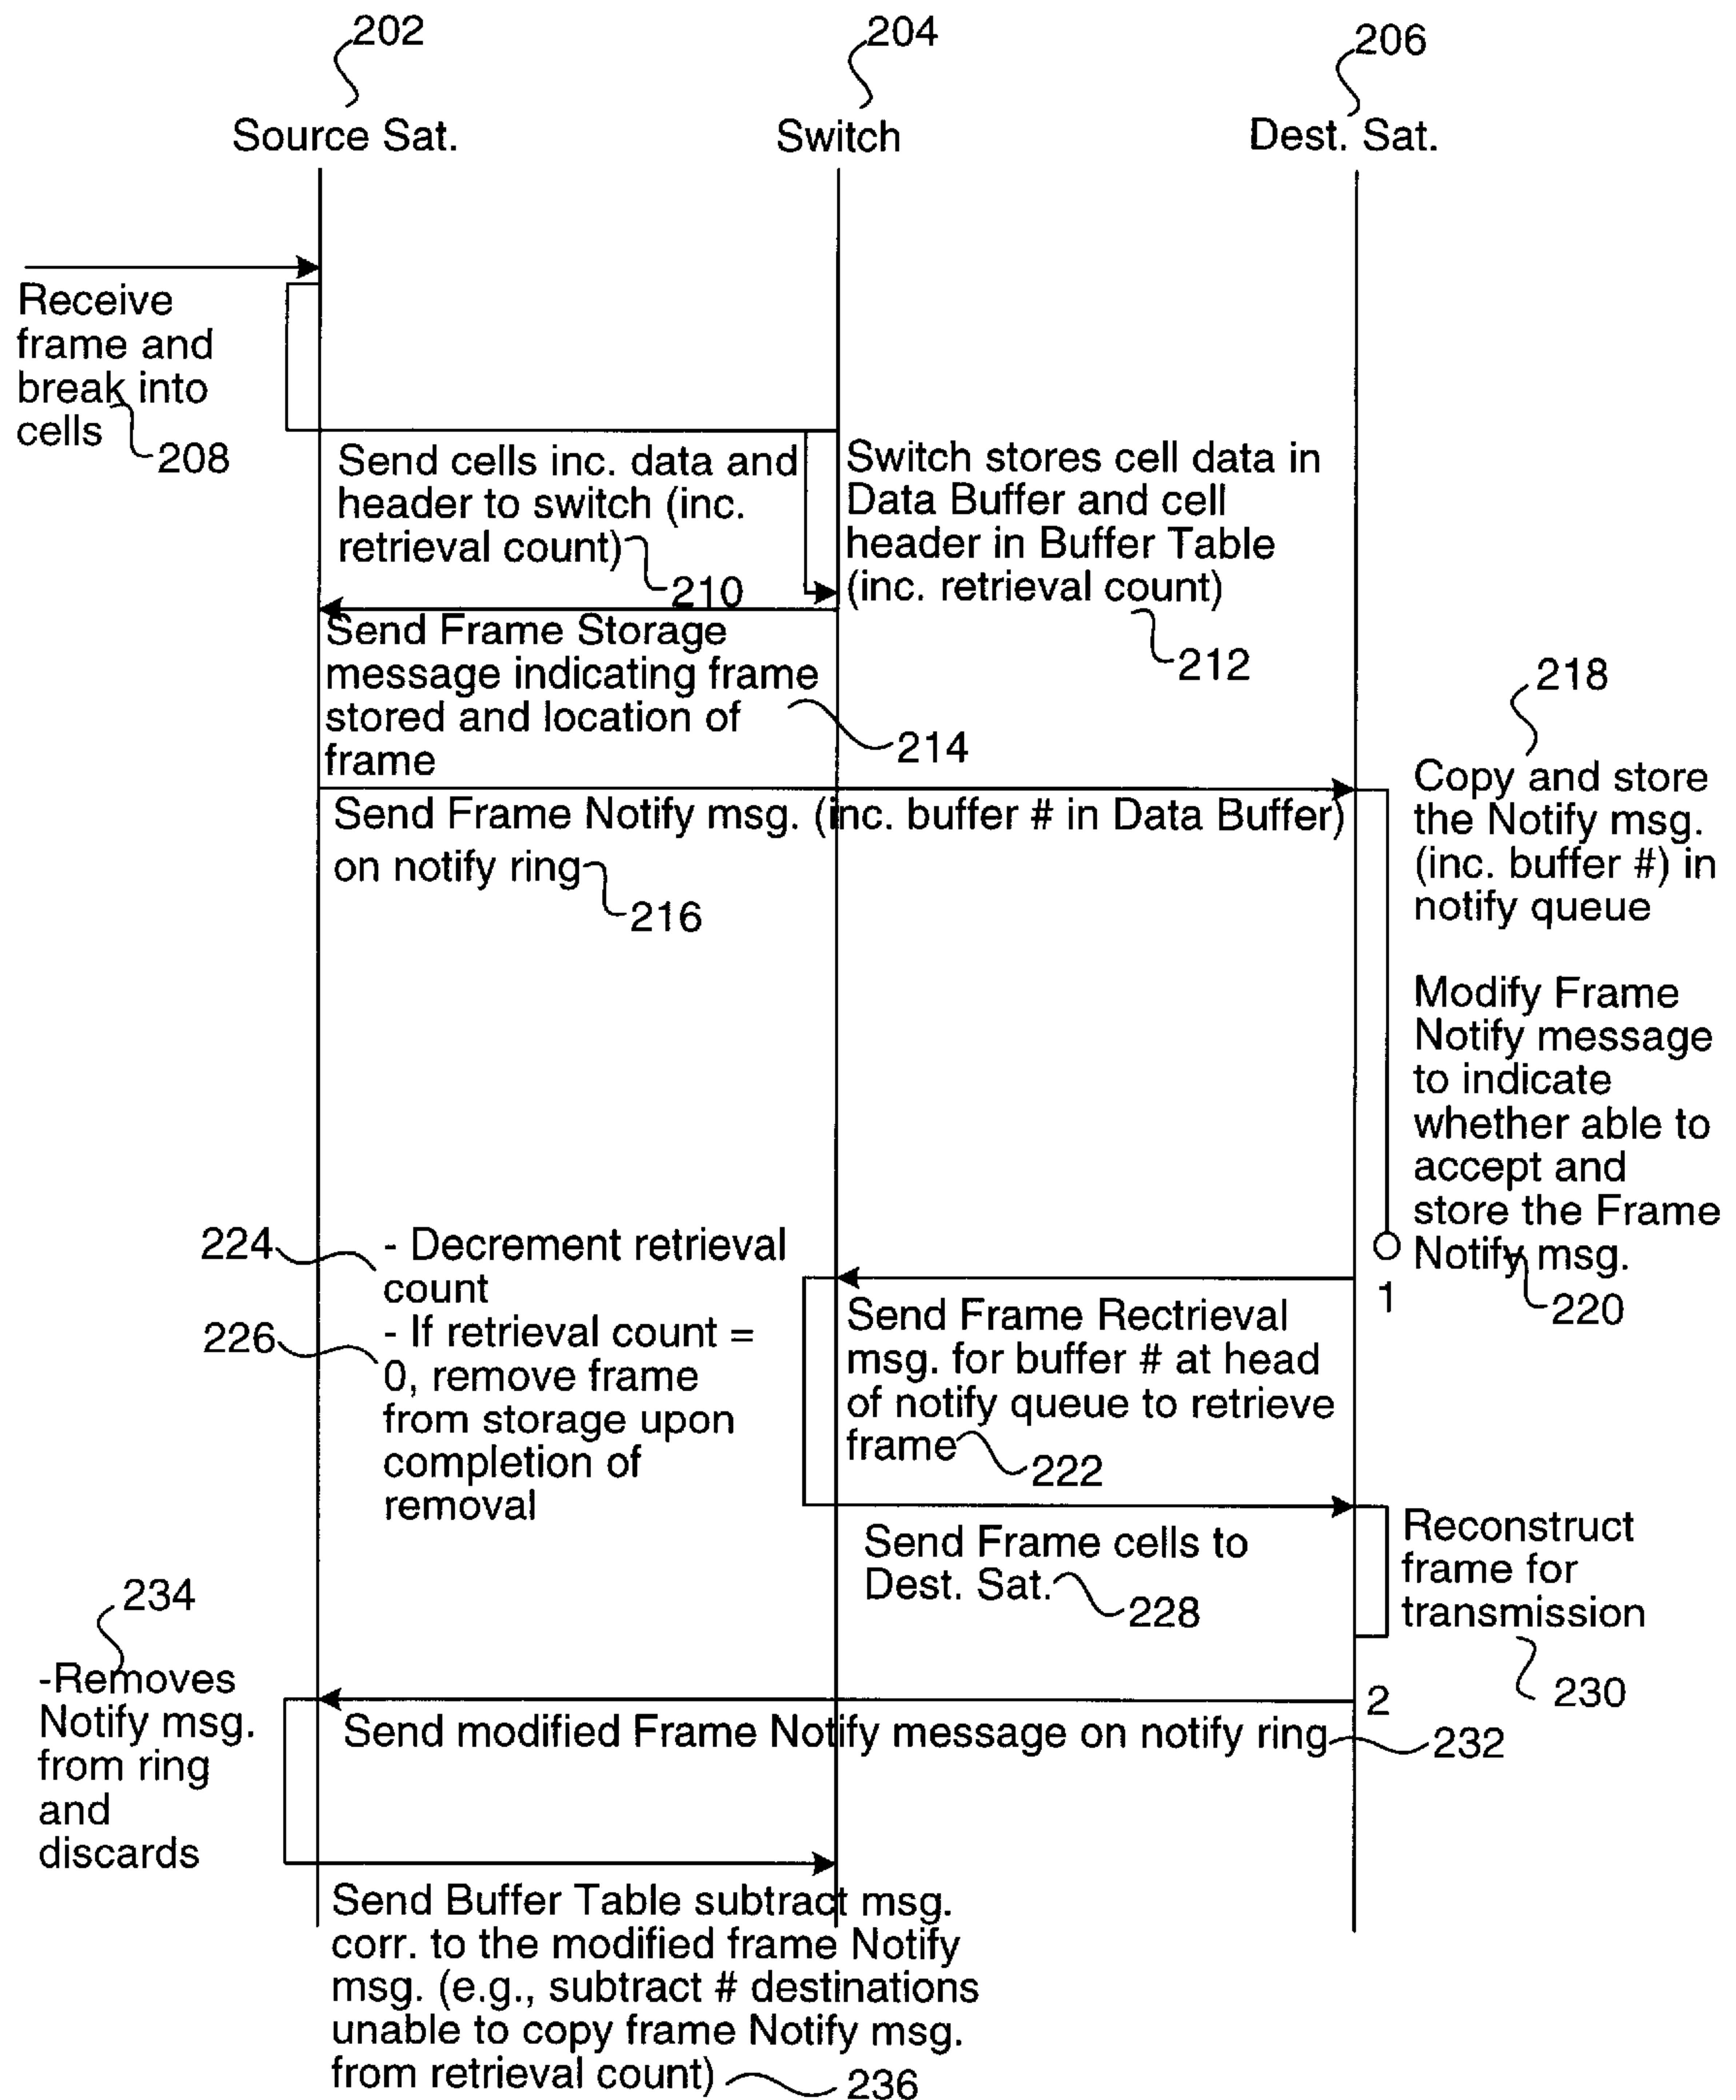 202
204
206
Source Sat.
Switch
Dest. Sat.
Receive
frame and
break into
cells
208
Send cells inc. data and
header to switch (inc.
retrieval count)
210
Switch stores cell data in
Data Buffer and cell
header in Buffer Table
(inc. retrieval count)
212
Send Frame Storage
message indicating frame
stored and location of
frame
214
Send Frame Notify msg. (inc. buffer # in Data Buffer)
on notify ring
216
218
Copy and store
the Notify msg.
(inc. buffer #) in
notify queue
Modify Frame
Notify message
to indicate
whether able to
accept and
store the Frame
Notify msg.
220
1
224
- Decrement retrieval
count
226
- If retrieval count =
0, remove frame
from storage upon
completion of
removal
Send Frame Rectrieval
msg. for buffer # at head
of notify queue to retrieve
frame
222
Send Frame cells to
Dest. Sat.
228
Reconstruct
frame for
transmission
230
2
234
-Removes
Notify msg.
from ring
and
discards
Send modified Frame Notify message on notify ring
232
Send Buffer Table subtract msg.
corr. to the modified frame Notify
msg. (e.g., subtract # destinations
unable to copy frame Notify msg.
from retrieval count)
236